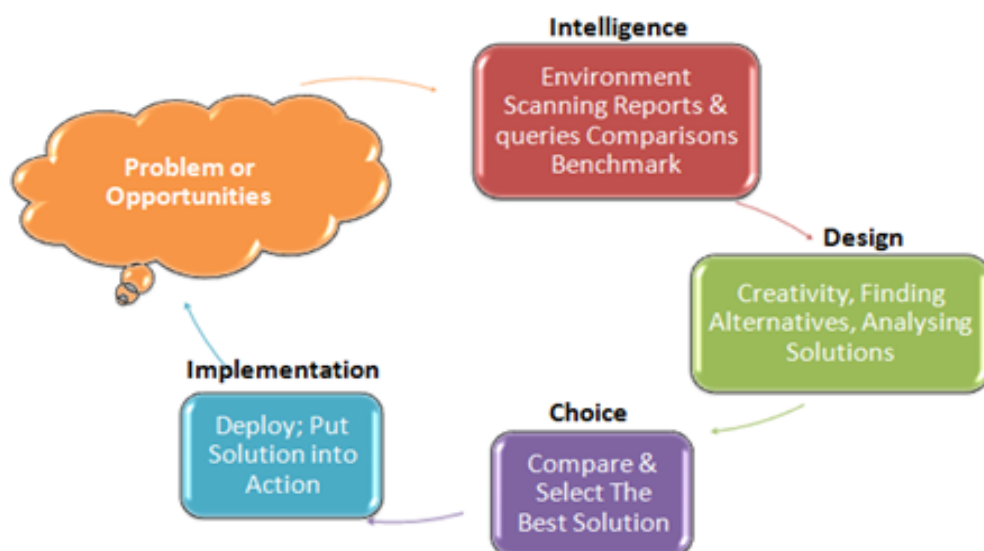 Intelligence
Environment
Scanning Reports &
queries Comparisons
Benchmark
Problem or
Opportunities
Design
Creativity, Finding
Alternatives, Analysing
Solutions
Choice
Compare &
Select The
Best Solution
Implementation
Deploy; Put
Solution into
Action